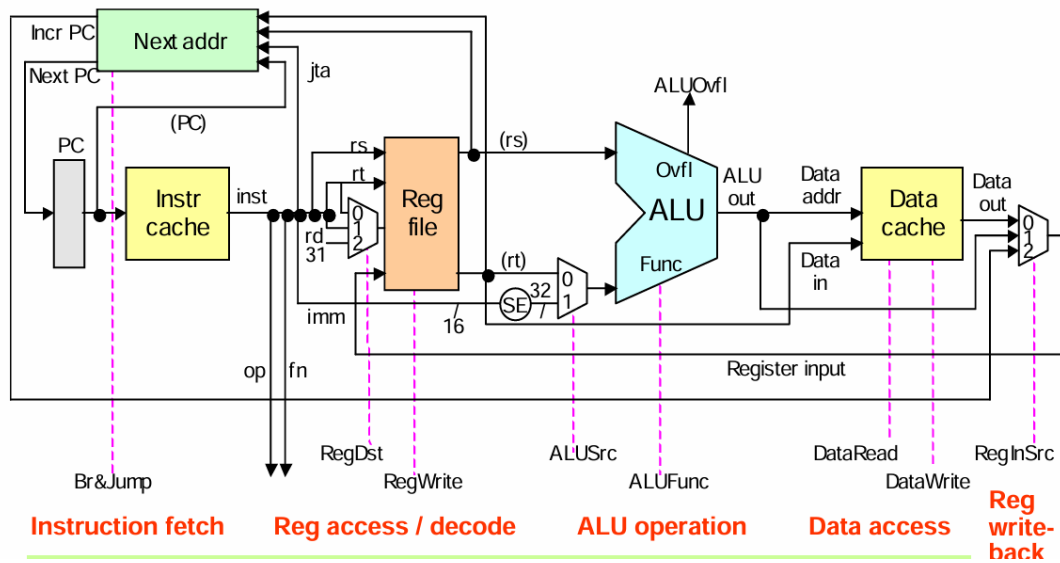 Incr PC
Next addr
Next PC
jta
(PC)
ALUOvfl
PC
rs
(rs)
rt
Ovfl
Instr
cache
inst
Reg
file
ALU
ALU
out
Data
addr
Data
cache
Data
out
0
1
2
rd
31
0
1
2
(rt)
Func
0
1
32
SE
Data
in
imm
16
op
fn
Register input
RegDst
ALUSrc
DataRead
RegInSrc
Br&Jump
RegWrite
ALUFunc
DataWrite
Instruction fetch
Reg access / decode
ALU operation
Data access
Reg
write-
back